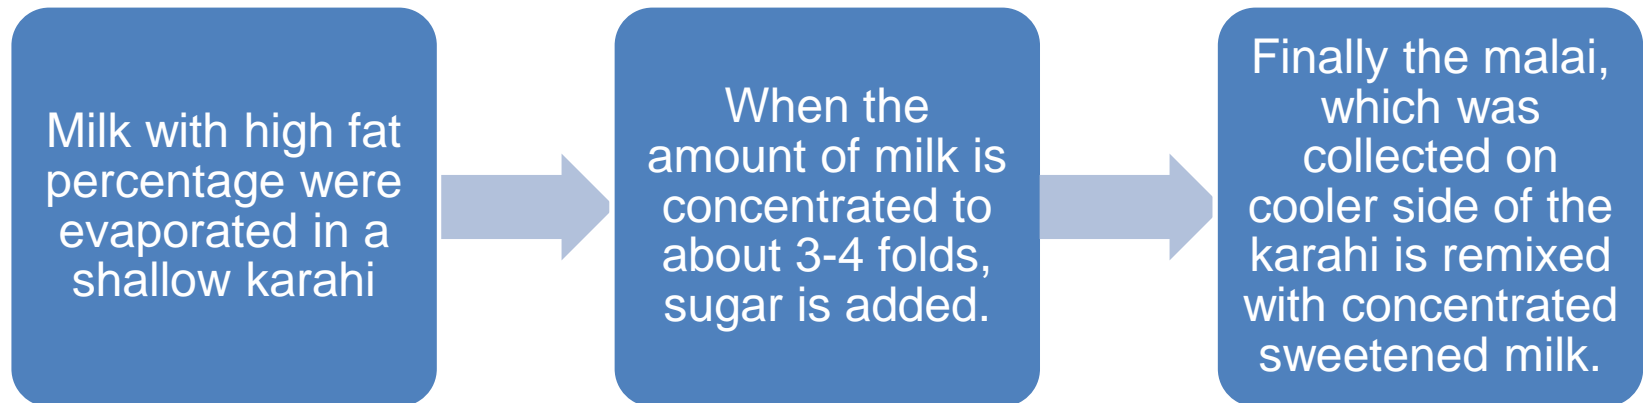 Milk with high fat
percentage were
evaporated in a
shallow karahi
When the
amount of milk is
concentrated to
about 3-4 folds,
sugar is added.
Finally the malai,
which was
collected on
cooler side of the
karahi is remixed
with concentrated
sweetened milk.